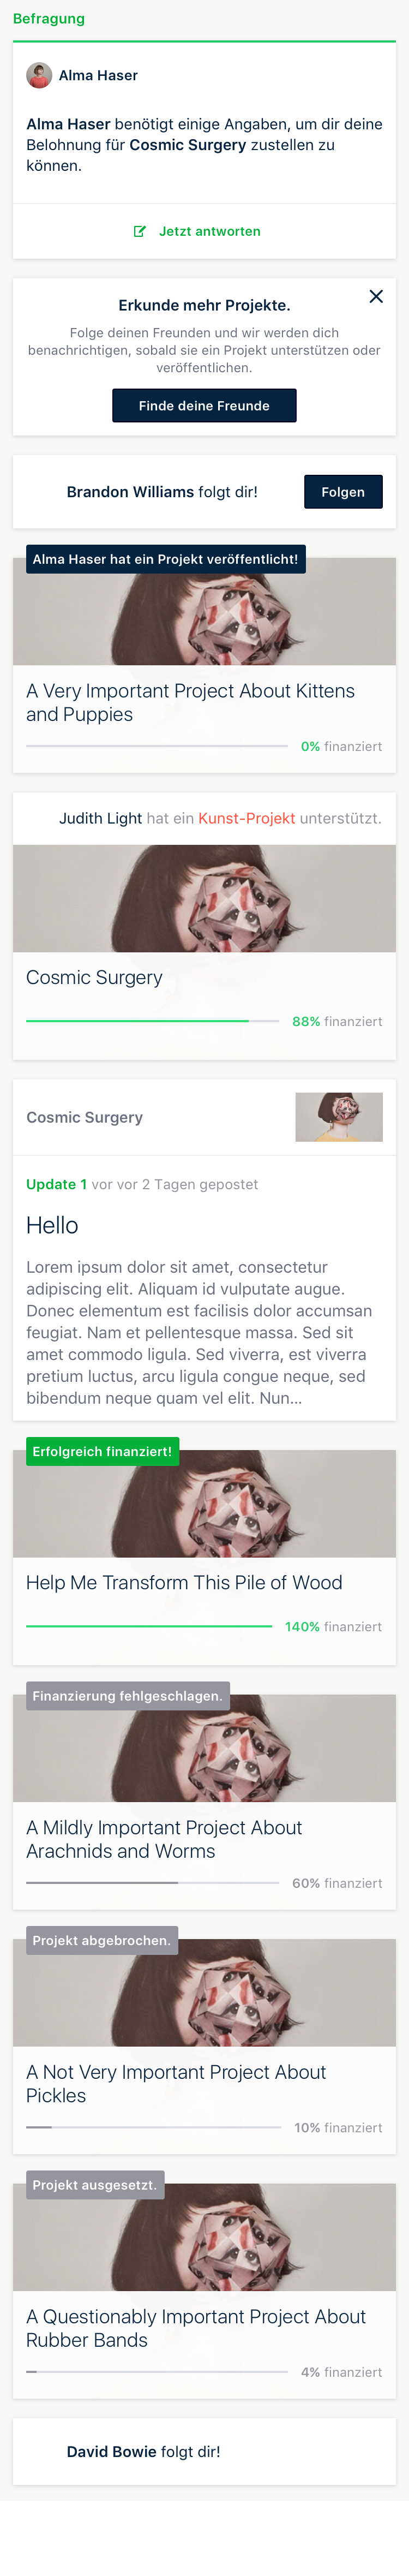 Befragung
Alma Haser
Alma Haser benötigt einige Angaben, um dir deine
Belohnung für Cosmic Surgery zustellen zu
können.
Jetzt antworten
Erkunde mehr Projekte.
Folge deinen Freunden und wir werden dich
benachrichtigen, sobald sie ein Projekt unterstützen oder
veröffentlichen.
Finde deine Freunde
Brandon Williams folgt dir!
Folgen
Alma Haser hat ein Projekt veröffentlicht!
A Very Important Project About Kittens
and Puppies
0% finanziert
Judith Light hat ein Kunst-Projekt unterstützt.
Cosmic Surgery
88% finanziert
Cosmic Surgery
Update 1 vor vor 2 Tagen gepostet
Hello
Lorem ipsum dolor sit amet, consectetur
adipiscing elit. Aliquam id vulputate augue.
Donec elementum est facilisis dolor accumsan
feugiat. Nam et pellentesque massa. Sed sit
amet commodo ligula. Sed viverra, est viverra
pretium luctus, arcu ligula congue neque, sed
bibendum neque quam vel elit. Nun...
Erfolgreich finanziert!
Help Me Transform This Pile of Wood
140% finanziert
Finanzierung fehlgeschlagen.
A Mildly Important Project About
Arachnids and Worms
60% finanziert
Projekt abgebrochen.
A Not Very Important Project About
Pickles
10% finanziert
Projekt ausgesetzt.
A Questionably Important Project About
Rubber Bands
4% finanziert
David Bowie folgt dir!